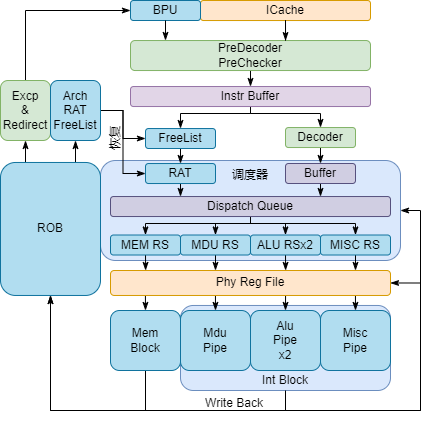 BPU
ICache
PreDecoder
PreChecker
Excp
&
Redirect
Arch
RAT
FreeList
Instr Buffer
恢复
FreeList
Decoder
RAT
调度器
Buffer
Dispatch Queue
ROB
MEM RS
MDU RS
ALU RSx2
MISC RS
Phy Reg File
Mem
Block
Mdu
Pipe
Alu
Pipe
x2
Misc
Pipe
Int Block
Write Back